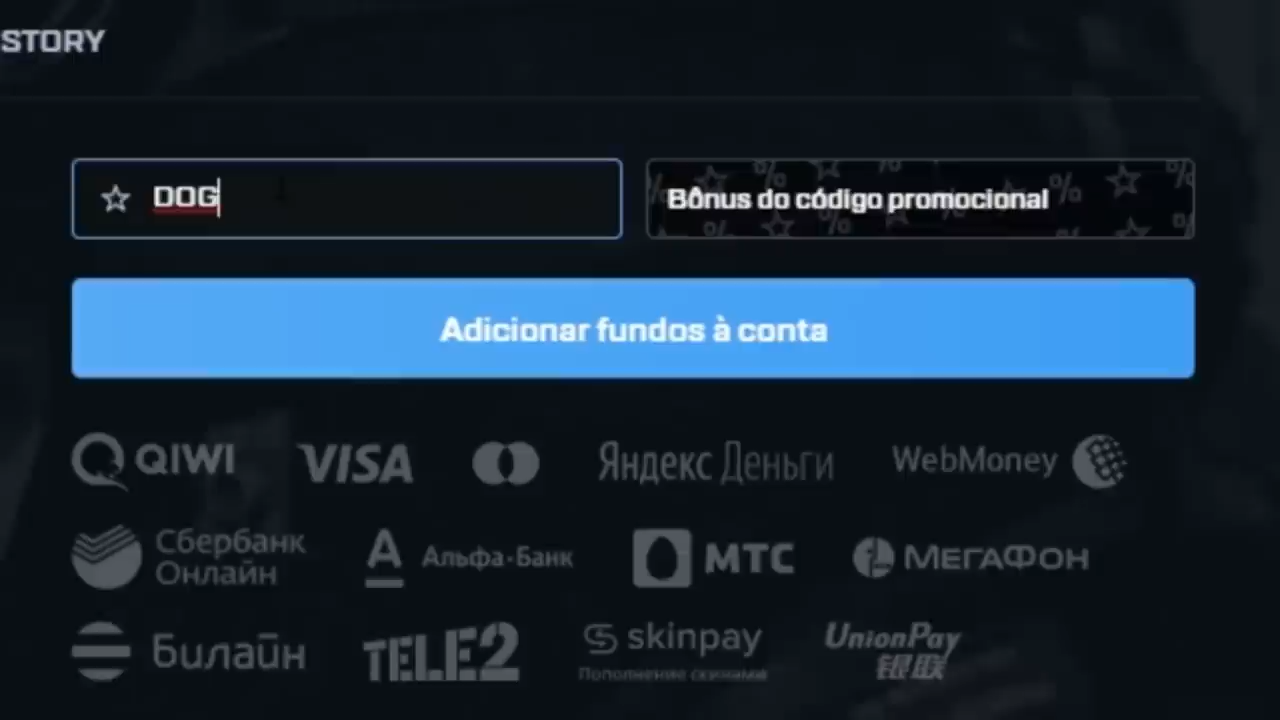 STORY
DOG
Bônus do código promocional
Adicionar fundos à conta
QIWI VISA Яндекс Деньги WebMoney
Сбербанк Онлайн Альфа·Банк МТС МЕГАФОН
Билайн TELE2 skinpay Пополнение скинами UnionPay 银联